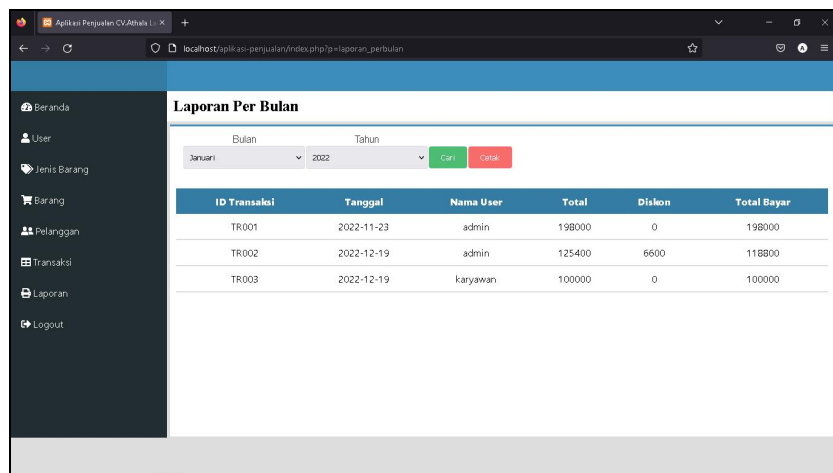 Aplikasi Penjualan CV.Athala
localhost/aplikasi-penjualan/index.php?p=laporan_perbulan
Beranda
User
Jenis Barang
Barang
Pelanggan
Transaksi
Laporan
Logout
Laporan Per Bulan
Bulan Tahun
Januari 2022 Cari Cetak
ID Transaksi Tanggal Nama User Total Diskon Total Bayar
TR001 2022-11-23 admin 198000 0 198000
TR002 2022-12-19 admin 125400 6600 118800
TR003 2022-12-19 karyawan 100000 0 100000